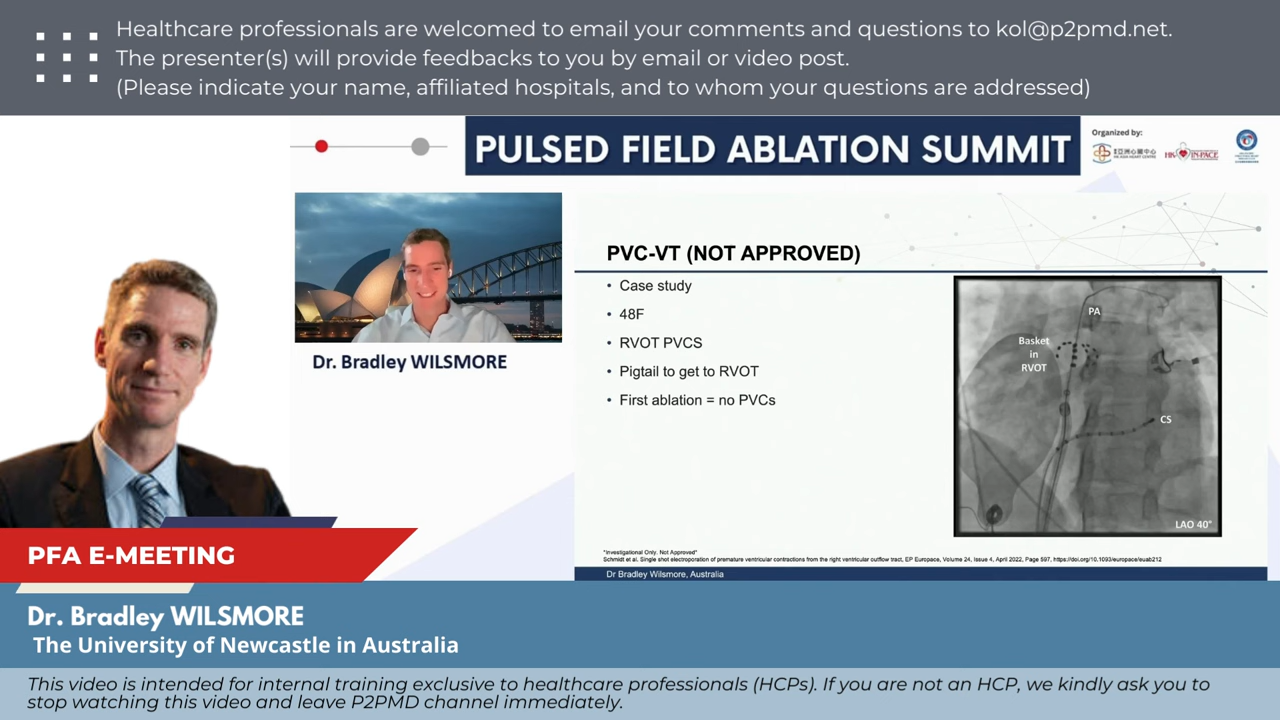 Healthcare professionals are welcomed to email your comments and questions to kol@p2pmd.net.
The presenter(s) will provide feedbacks to you by email or video post.
(Please indicate your name, affiliated hospitals, and to whom your questions are addressed)
PULSED FIELD ABLATION SUMMIT
Organized by:
IN-PACE
Dr. Bradley WILSMORE
PVC-VT (NOT APPROVED)
• Case study
• 48F
• RVOT PVCS
• Pigtail to get to RVOT
• First ablation = no PVCs
PA
Basket
in
RVOT
CS
LAO 40°
"Investigational Only. Not Approved"
Schmidt et al. Single shot electroporation of premature ventricular contractions from the right ventricular outflow tract, EP Europace, Volume 24, Issue 4, April 2022, Page 597, https://doi.org/10.1093/europace/euab212
Dr Bradley Wilsmore, Australia
PFA E-MEETING
Dr. Bradley WILSMORE
The University of Newcastle in Australia
This video is intended for internal training exclusive to healthcare professionals (HCPs). If you are not an HCP, we kindly ask you to
stop watching this video and leave P2PMD channel immediately.